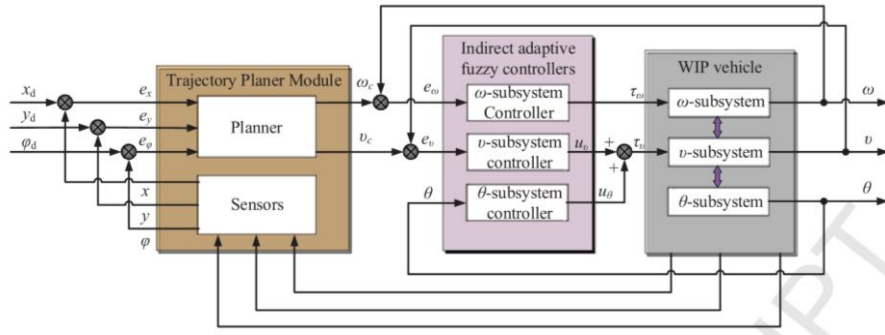 Trajectory Planer Module
Indirect adaptive
fuzzy controllers
WIP vehicle
x_d
y_d
φ_d
e_x
e_y
e_φ
Planner
ω_c
υ_c
e_ω
e_υ
θ
ω-subsystem
Controller
υ-subsystem
controller
θ-subsystem
controller
u_υ
u_θ
+
+
τ_ω
τ_υ
ω-subsystem
υ-subsystem
θ-subsystem
ω
υ
θ
x
y
φ
Sensors
IPT